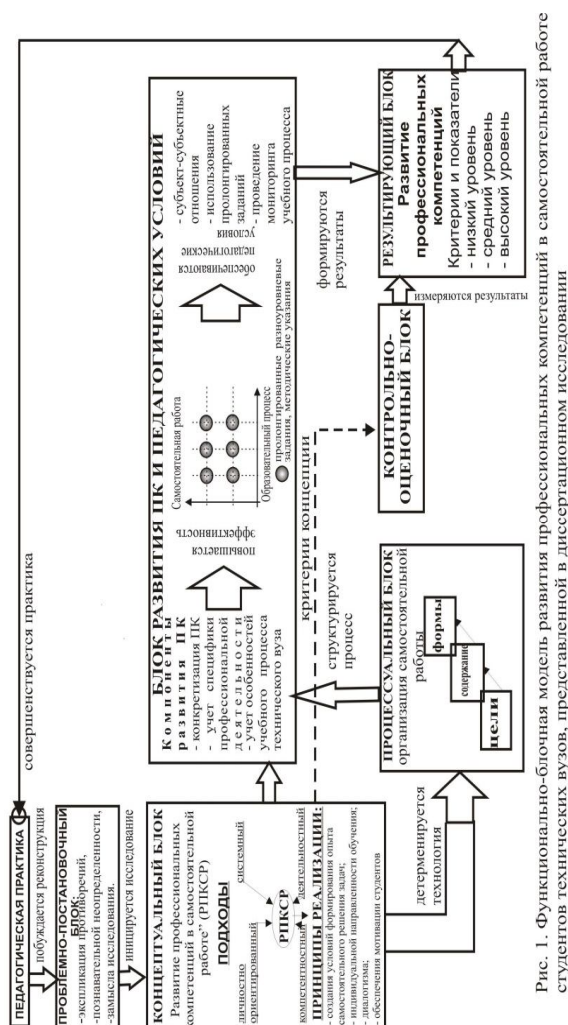 совершенствуется практика
ПЕДАГОГИЧЕСКАЯ ПРАКТИКА
побуждается реконструкция
ПРОБЛЕМНО-ПОСТАНОВОЧНЫЙ
БЛОК:
-экспликация противоречий,
-познавательной неопределенности,
-замысла исследования.
инициируется исследование
КОНЦЕПТУАЛЬНЫЙ БЛОК
Развитие профессиональных
компетенций в самостоятельной
работе” (РПКСР)
ПОДХОДЫ
личностно
ориентированный
системный
РПКСР
компетентностный
деятельностный
ПРИНЦИПЫ РЕАЛИЗАЦИИ:
- создания условий формирования опыта
самостоятельного решения задач;
- индивидуальной направленности обучения;
- диалогизма;
- обеспечения мотивации студентов
БЛОК РАЗВИТИЯ ПК И ПЕДАГОГИЧЕСКИХ УСЛОВИЙ
Компоненты
развития ПК
- конкретизация ПК
- учет специфики
профессиональной
деятельности
- учет особенностей
учебного процесса
технического вуза
повышается
эффективность
Самостоятельная работа
Образовательный процесс
пролонгированные разноуровневые
задания, методические указания
обеспечиваются
педагогические
условия
- субъект-субъектные
отношения
- использование
пролонгированных
заданий
- проведение
мониторинга
учебного процесса
критерии концепции
структурируется
процесс
формируются
результаты
детерменируется
технология
ПРОЦЕССУАЛЬНЫЙ БЛОК
организация самостоятельной
работы
формы
содержание
цели
КОНТРОЛЬНО-
ОЦЕНОЧНЫЙ БЛОК
измеряются результаты
РЕЗУЛЬТИРУЮЩИЙ БЛОК
Развитие
профессиональных
компетенций
Критерии и показатели
- низкий уровень
- средний уровень
- высокий уровень
Рис. 1. Функционально-блочная модель развития профессиональных компетенций в самостоятельной работе
студентов технических вузов, представленной в диссертационном исследовании